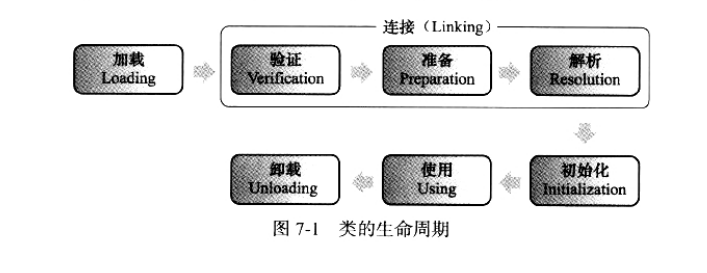 连接（Linking）
加载
Loading
验证
Verification
准备
Preparation
解析
Resolution
初始化
Initialization
使用
Using
卸载
Unloading
图 7-1 类的生命周期